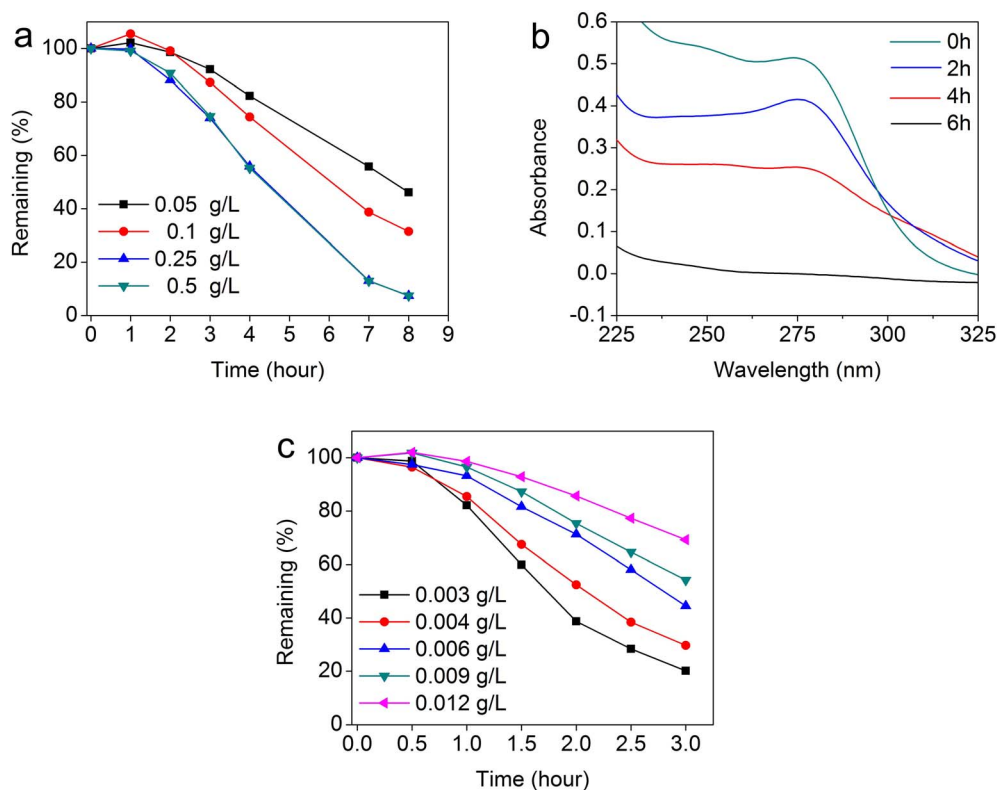 a
100
80
60
40
20
0
Remaining (%)
0.05 g/L
0.1 g/L
0.25 g/L
0.5 g/L
0 1 2 3 4 5 6 7 8 9
Time (hour)
b
0.6
0.5
0.4
0.3
0.2
0.1
0.0
-0.1
Absorbance
0h
2h
4h
6h
225 250 275 300 325
Wavelength (nm)
c
100
80
60
40
20
0
Remaining (%)
0.003 g/L
0.004 g/L
0.006 g/L
0.009 g/L
0.012 g/L
0.0 0.5 1.0 1.5 2.0 2.5 3.0
Time (hour)